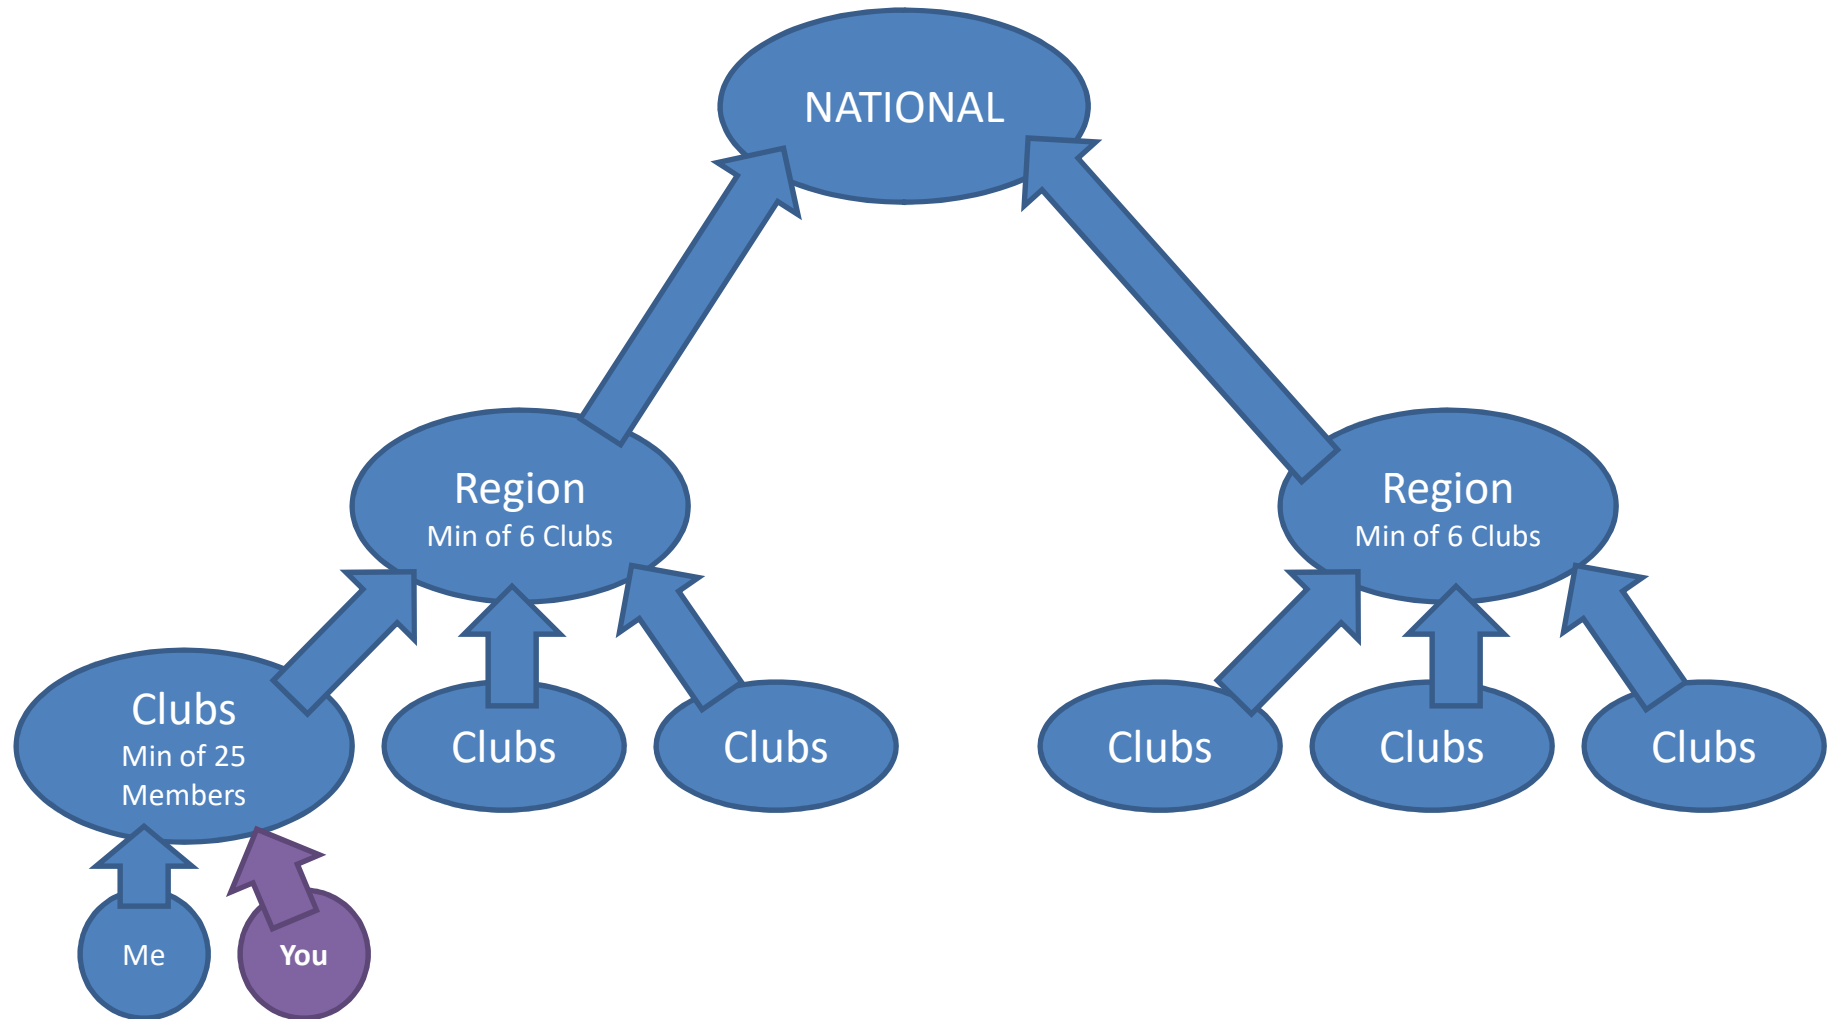 NATIONAL
Region
Min of 6 Clubs
Region
Min of 6 Clubs
Clubs
Min of 25
Members
Clubs
Clubs
Clubs
Clubs
Clubs
Me
You